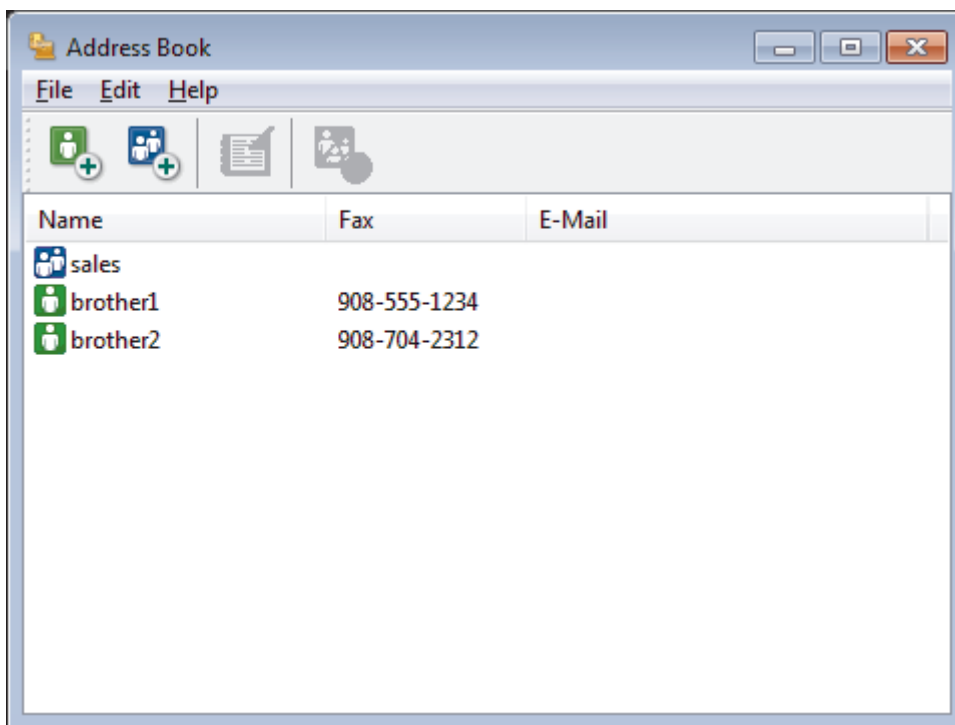 Address Book
File Edit Help
Name Fax E-Mail
sales
brother1 908-555-1234
brother2 908-704-2312